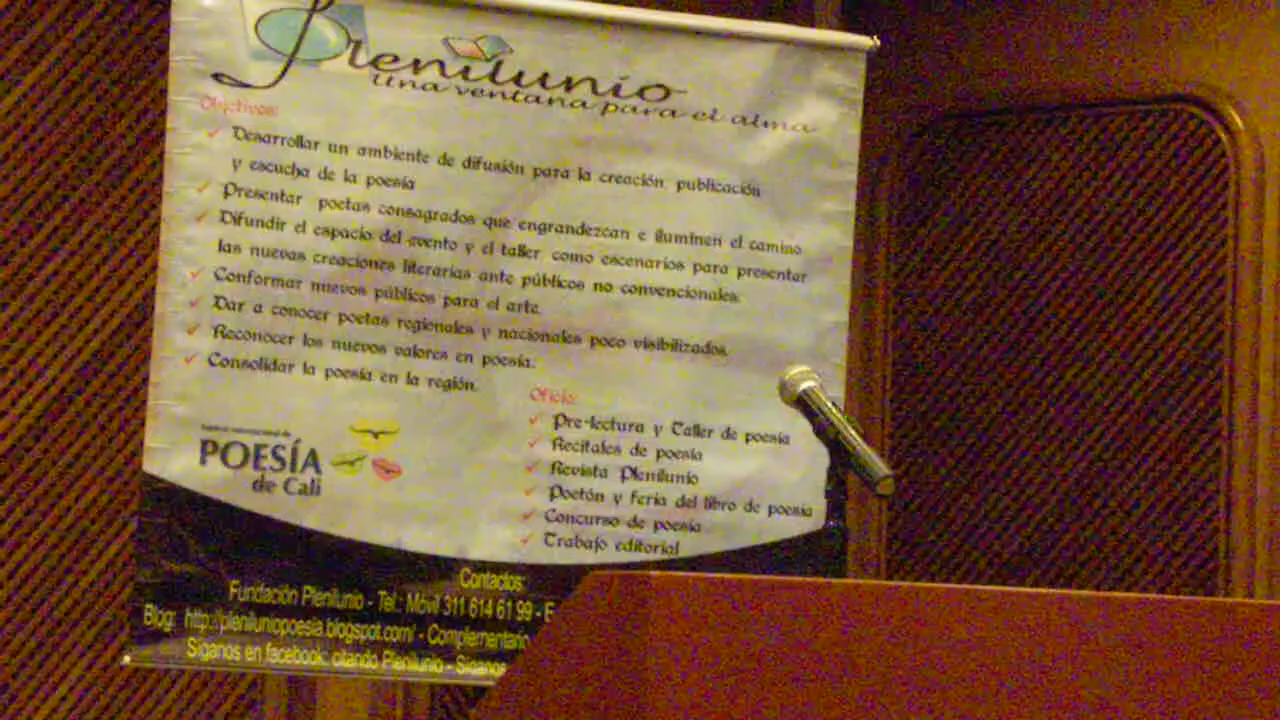 Plenilunio
Una ventana para el alma
Objetivos:
Desarrollar un ambiente de difusión para la creación, publicación
y escucha de la poesía
Presentar poetas consagrados que engrandezcan e iluminen el camino
Difundir el espacio del evento y el taller, como escenarios para presentar
las nuevas creaciones literarias ante públicos no convencionales.
Conformar nuevos públicos para el arte.
Dar a conocer poetas regionales y nacionales poco visibilizados.
Reconocer los nuevos valores en poesía.
Consolidar la poesía en la región.
Oficio:
Pre-lectura y Taller de poesía
Recitales de poesía
Revista Plenilunio
Poetón y feria del libro de poesía
Concurso de poesía
Trabajo editorial
internacional de
POESÍA
de Cali
Contactos:
Fundación Plenilunio - Tel.: Móvil 311 614 61 99 - E
Blog: http://pleniluniopoesia.blogspot.com/ - Complementario
Síganos en facebook: citando Plenilunio - Síganos